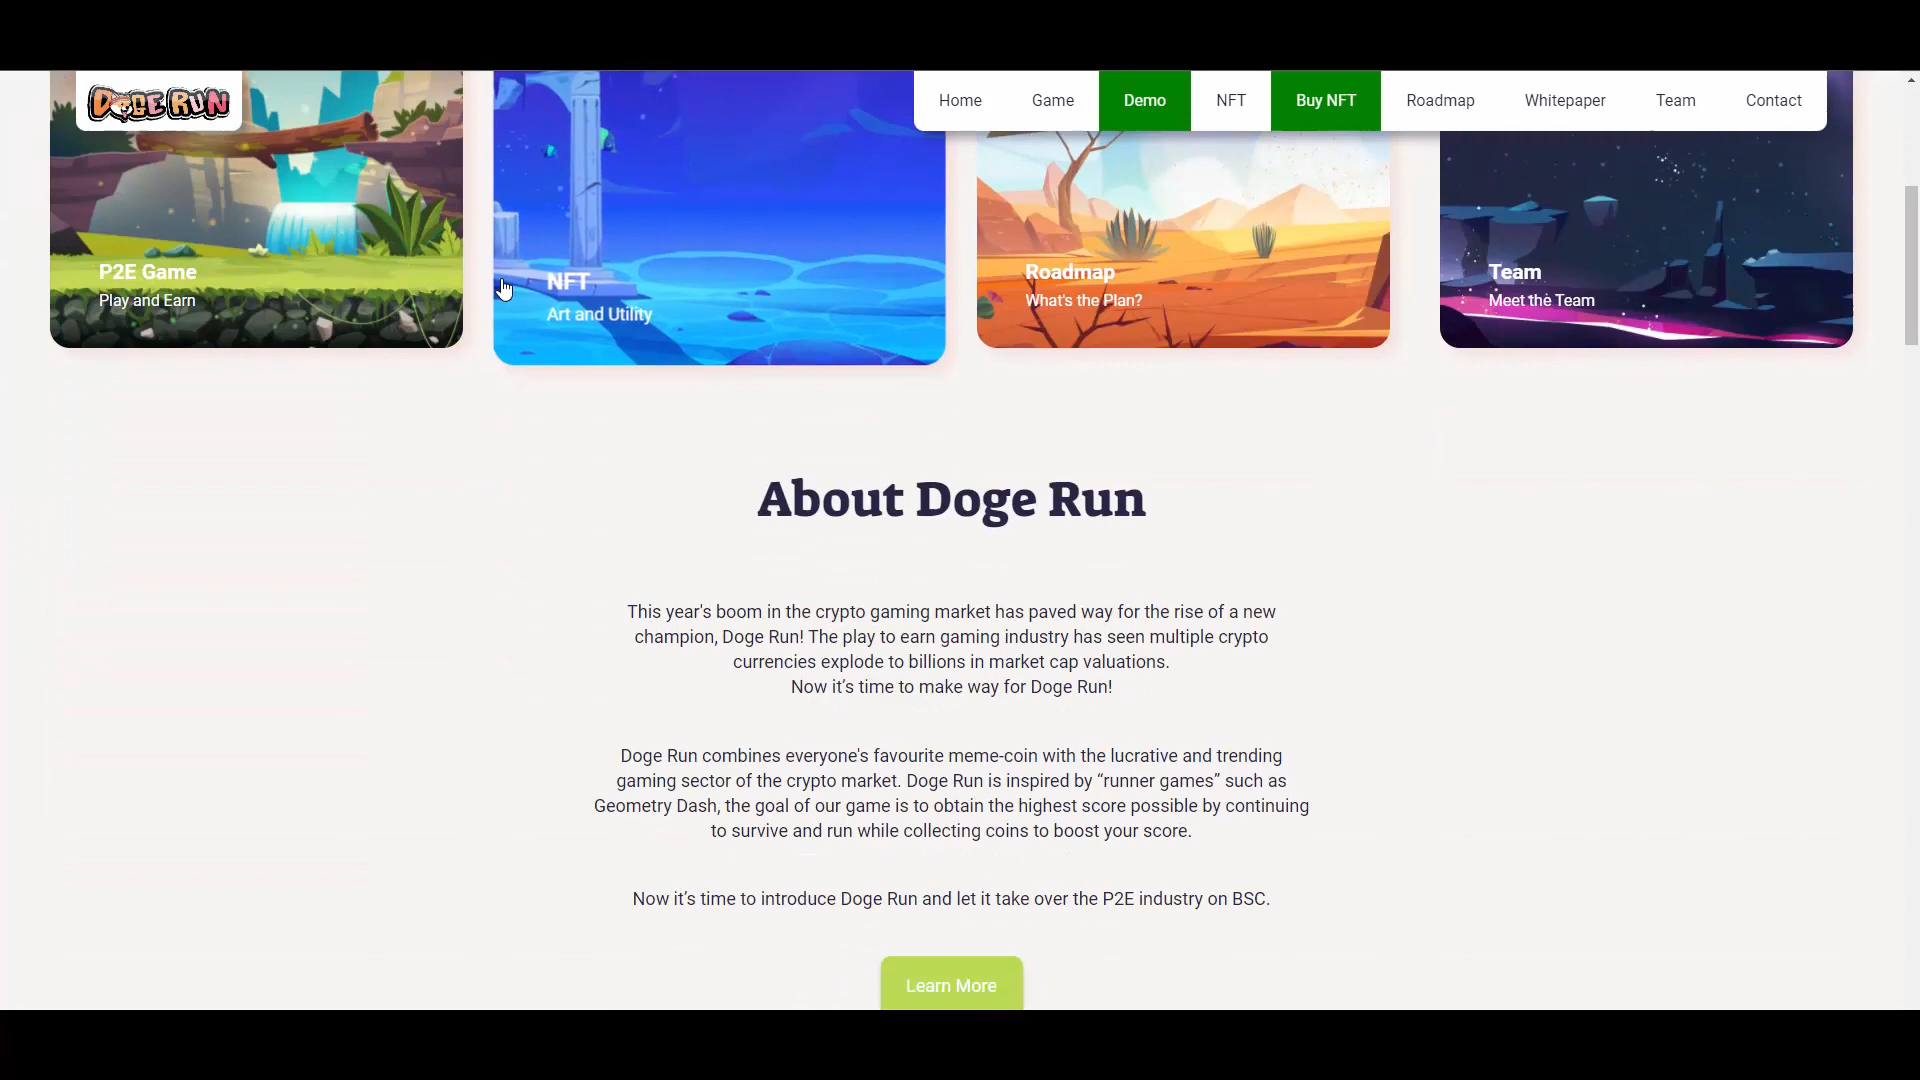 DOGE RUN
Home Game Demo NFT Buy NFT Roadmap Whitepaper Team Contact
P2E Game
Play and Earn
NFT
Art and Utility
Roadmap
What's the Plan?
Team
Meet the Team
About Doge Run
This year's boom in the crypto gaming market has paved way for the rise of a new
champion, Doge Run! The play to earn gaming industry has seen multiple crypto
currencies explode to billions in market cap valuations.
Now it’s time to make way for Doge Run!
Doge Run combines everyone's favourite meme-coin with the lucrative and trending
gaming sector of the crypto market. Doge Run is inspired by “runner games” such as
Geometry Dash, the goal of our game is to obtain the highest score possible by continuing
to survive and run while collecting coins to boost your score.
Now it’s time to introduce Doge Run and let it take over the P2E industry on BSC.
Learn More